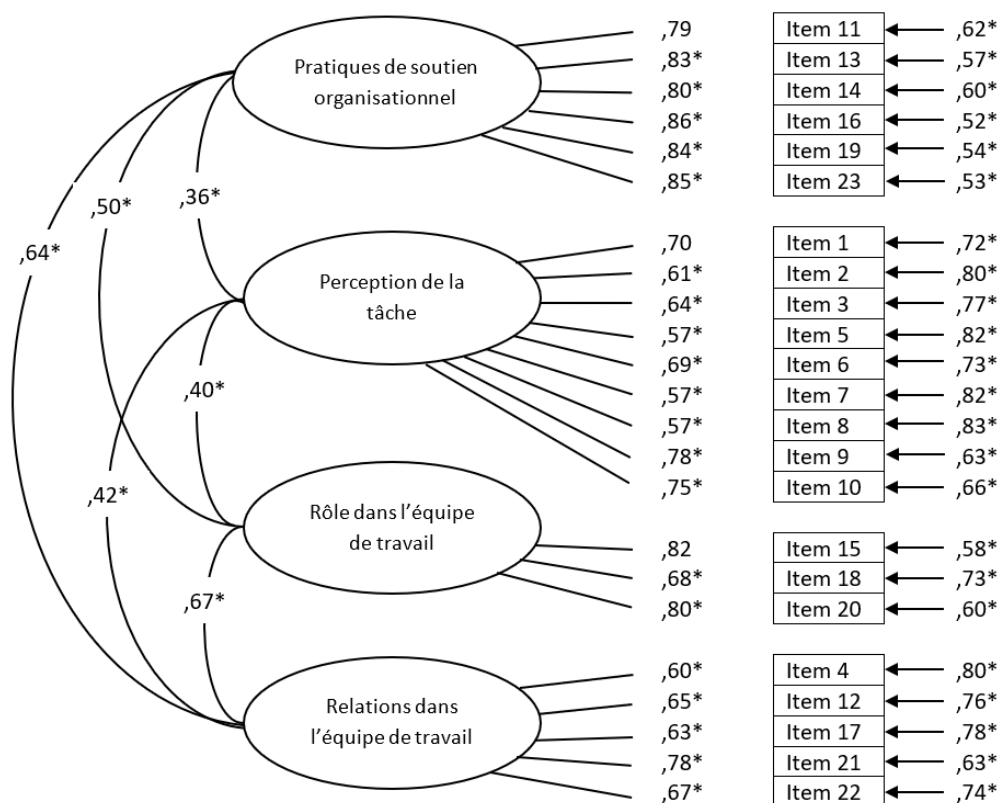 Pratiques de soutien
organisationnel
,79 Item 11 ,62*
,83* Item 13 ,57*
,80* Item 14 ,60*
,86* Item 16 ,52*
,84* Item 19 ,54*
,85* Item 23 ,53*
,36*
,50*
,64*
Perception de la
tâche
,70 Item 1 ,72*
,61* Item 2 ,80*
,64* Item 3 ,77*
,57* Item 5 ,82*
,69* Item 6 ,73*
,57* Item 7 ,82*
,57* Item 8 ,83*
,78* Item 9 ,63*
,75* Item 10 ,66*
,40*
,42*
Rôle dans l’équipe
de travail
,82 Item 15 ,58*
,68* Item 18 ,73*
,80* Item 20 ,60*
,67*
Relations dans
l’équipe de travail
,60* Item 4 ,80*
,65* Item 12 ,76*
,63* Item 17 ,78*
,78* Item 21 ,63*
,67* Item 22 ,74*